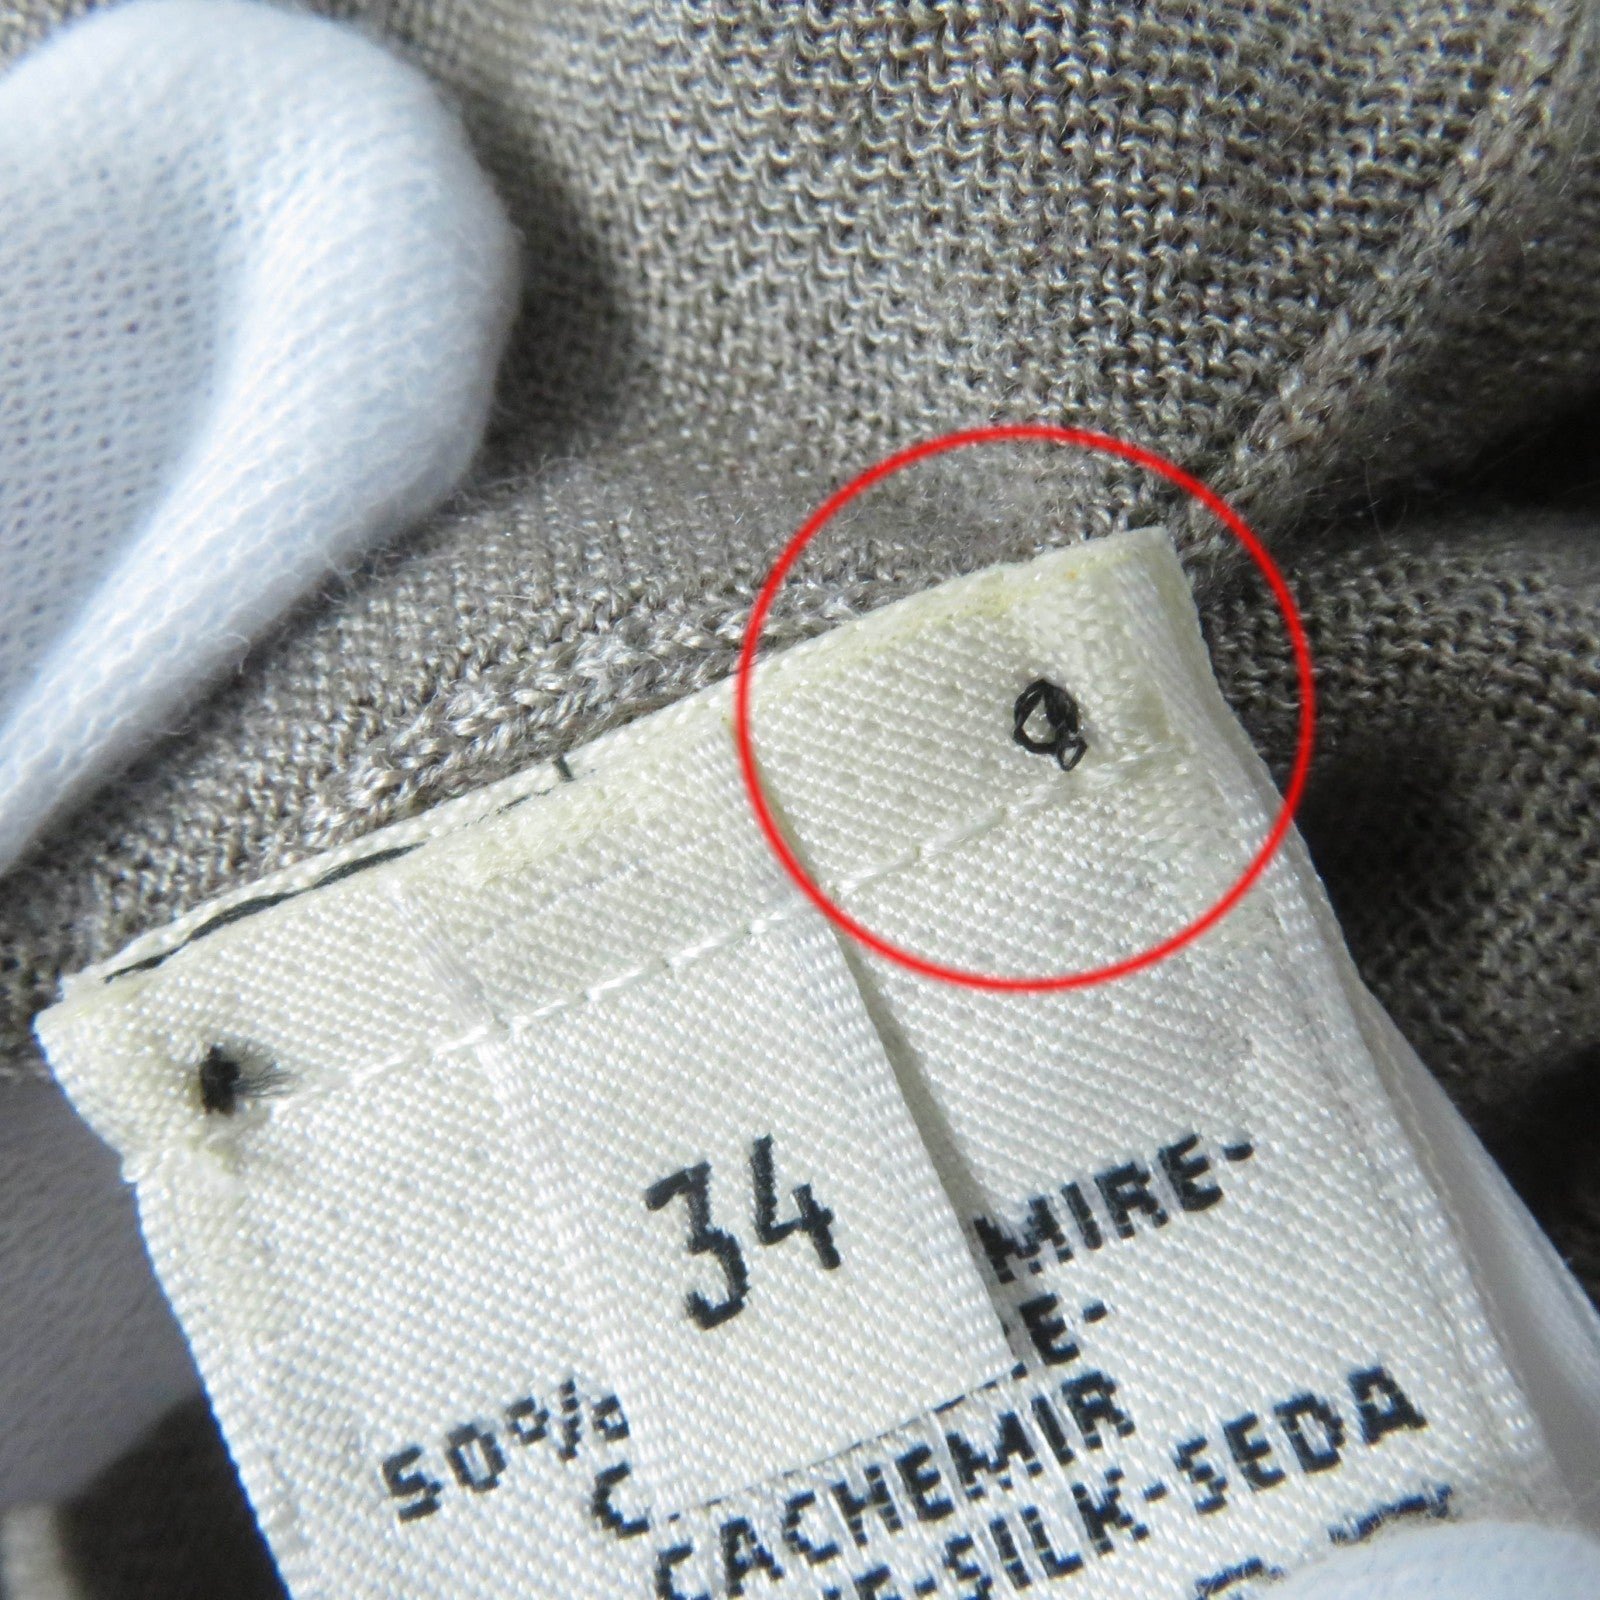 34
50%
MIRE-
E-
CACHEMIR
SILK-SEDA